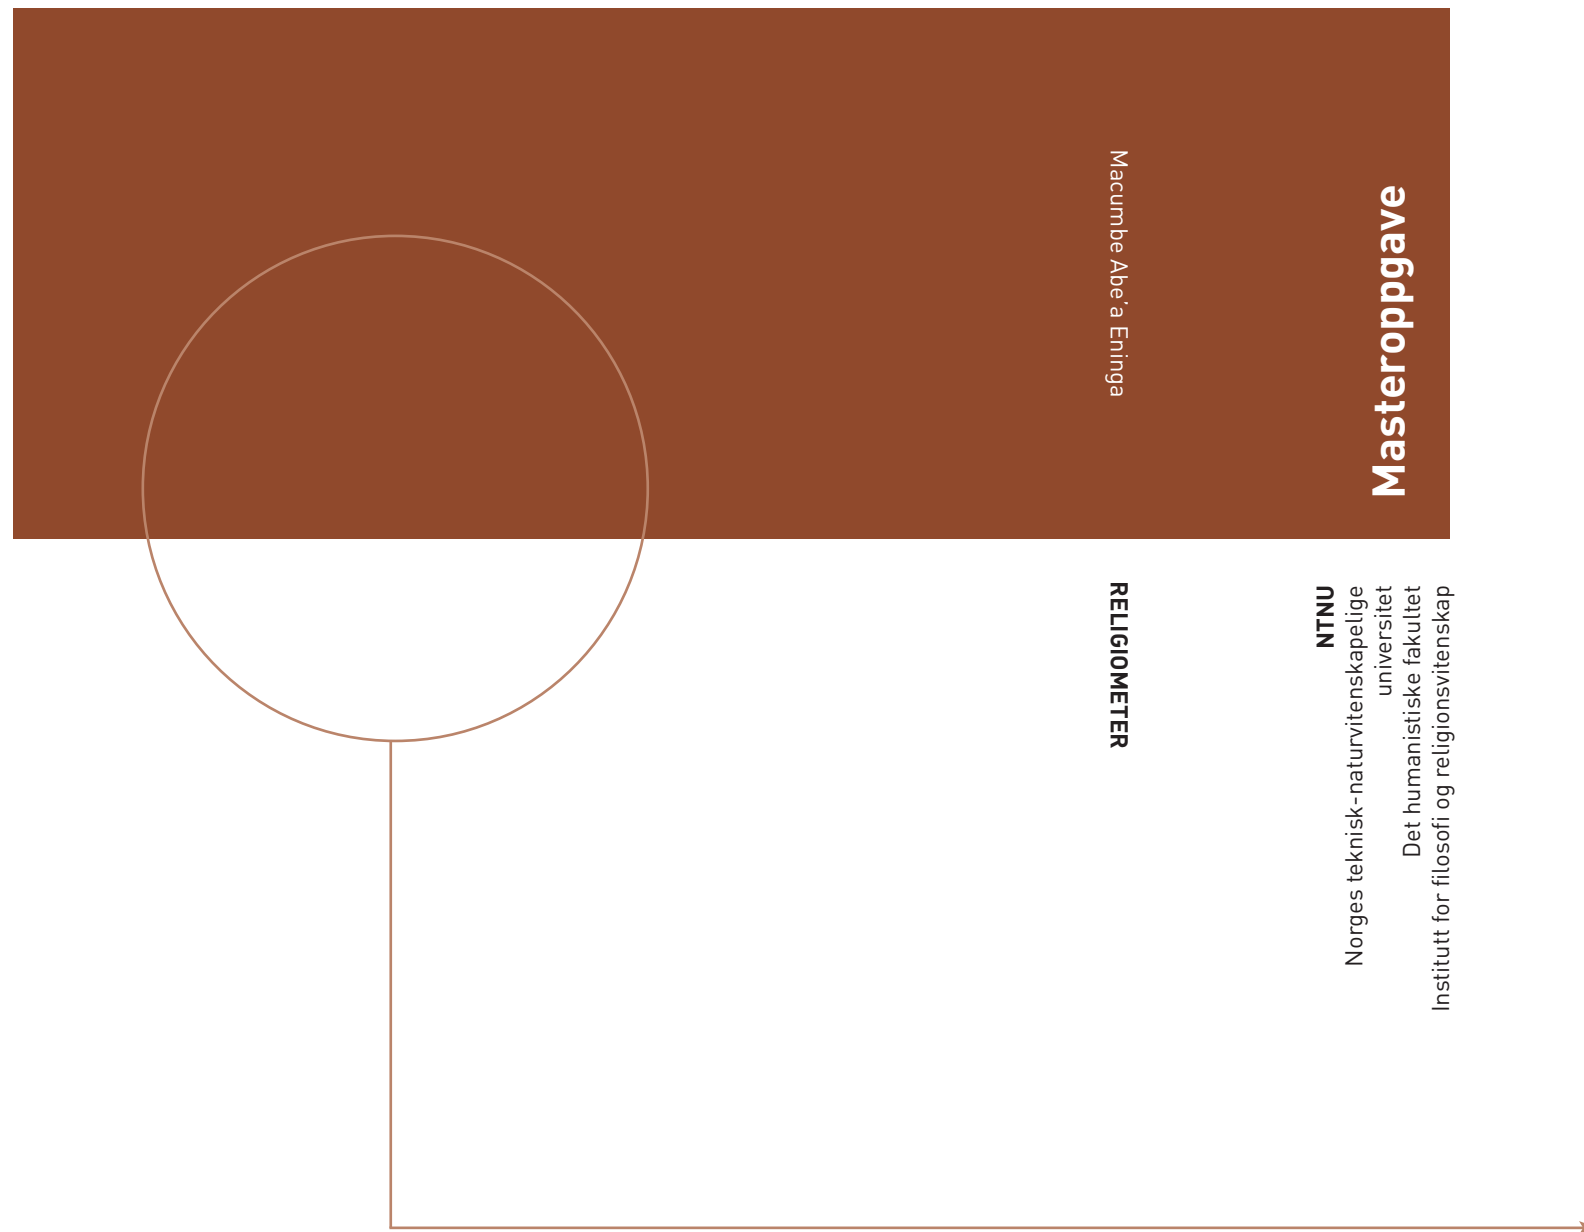 Macumbe Abe'a Eninga
RELIGIOMETER
Masteroppgave
NTNU
Norges teknisk-naturvitenskapelige
universitet
Det humanistiske fakultet
Institutt for filosofi og religionsvitenskap